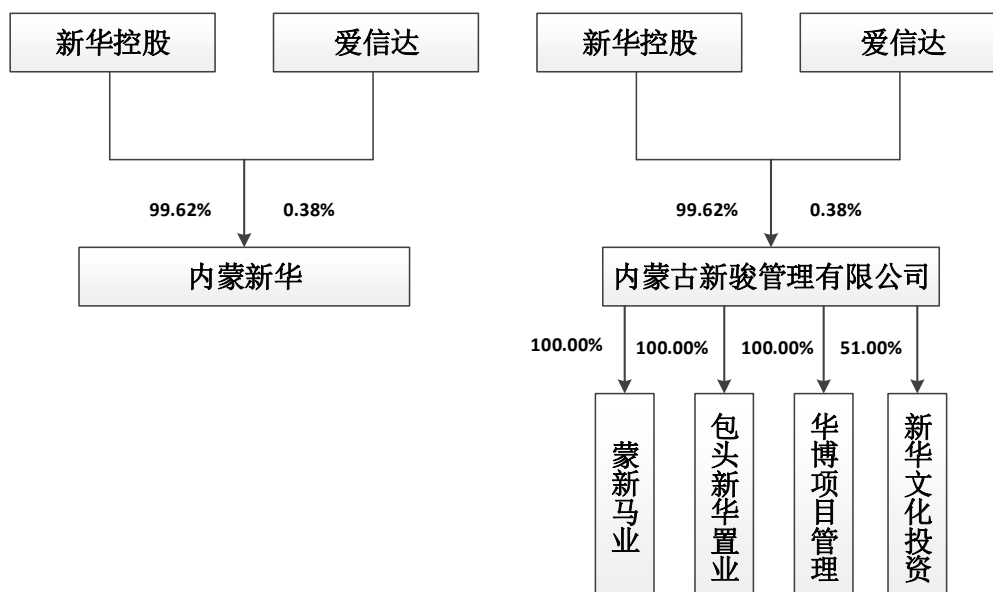 新华控股
爱信达
新华控股
爱信达
99.62%
0.38%
99.62%
0.38%
内蒙新华
内蒙古新骏管理有限公司
100.00%
100.00%
100.00%
51.00%
蒙新马业
包头新华置业
华博项目管理
新华文化投资